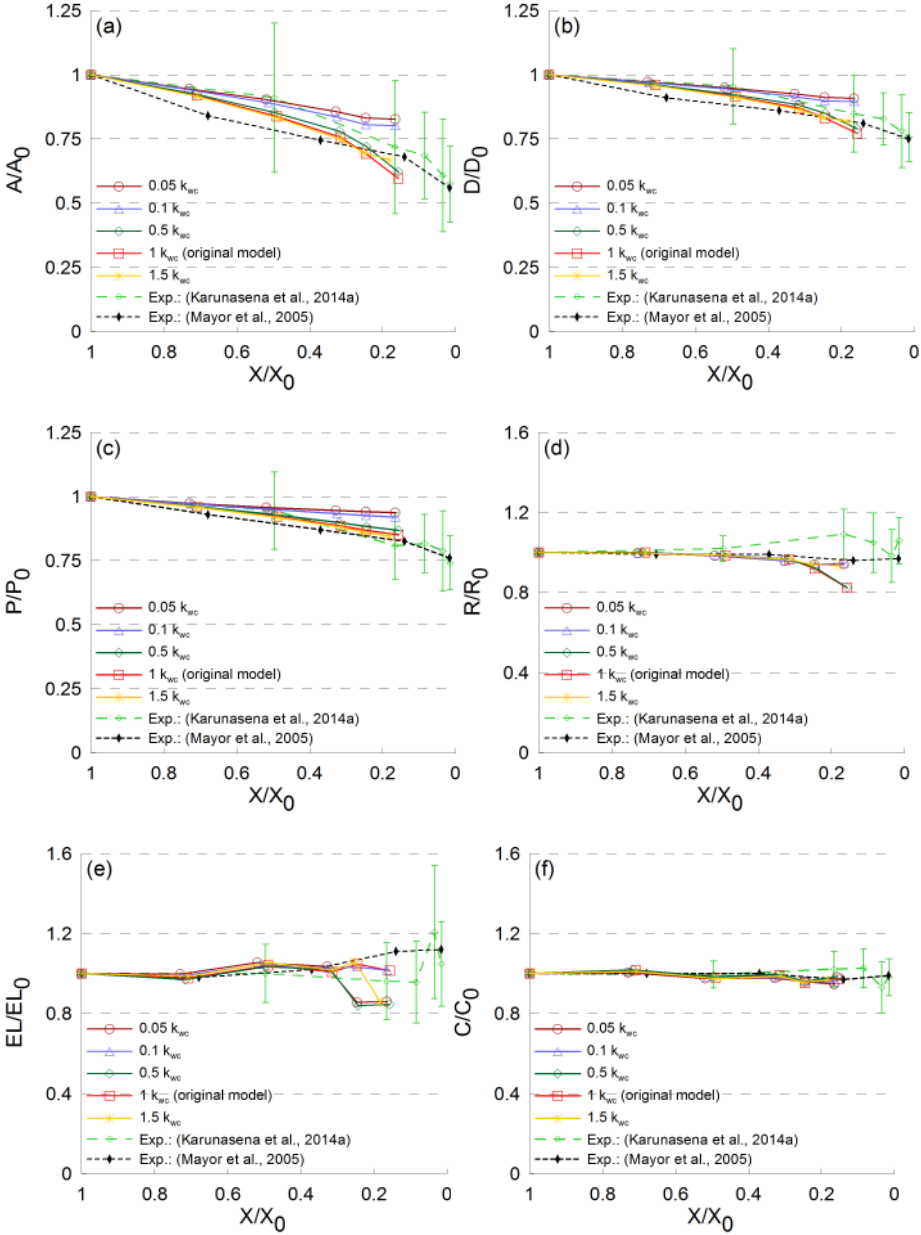 1.25
(a)
1
0.75
0.5
0.25
0
A/A0
0.05 kwc
0.1 kwc
0.5 kwc
1 kwc (original model)
1.5 kwc
Exp.: (Karunasena et al., 2014a)
Exp.: (Mayor et al., 2005)
1 0.8 0.6 0.4 0.2 0
X/X0
1.25
(b)
1
0.75
0.5
0.25
0
D/D0
0.05 kwc
0.1 kwc
0.5 kwc
1 kwc (original model)
1.5 kwc
Exp.: (Karunasena et al., 2014a)
Exp.: (Mayor et al., 2005)
1 0.8 0.6 0.4 0.2 0
X/X0
1.25
(c)
1
0.75
0.5
0.25
0
P/P0
0.05 kwc
0.1 kwc
0.5 kwc
1 kwc (original model)
1.5 kwc
Exp.: (Karunasena et al., 2014a)
Exp.: (Mayor et al., 2005)
1 0.8 0.6 0.4 0.2 0
X/X0
1.6
(d)
1.2
0.8
0.4
0
R/R0
0.05 kwc
0.1 kwc
0.5 kwc
1 kwc (original model)
1.5 kwc
Exp.: (Karunasena et al., 2014a)
Exp.: (Mayor et al., 2005)
1 0.8 0.6 0.4 0.2 0
X/X0
1.6
(e)
1.2
0.8
0.4
0
EL/EL0
0.05 kwc
0.1 kwc
0.5 kwc
1 kwc (original model)
1.5 kwc
Exp.: (Karunasena et al., 2014a)
Exp.: (Mayor et al., 2005)
1 0.8 0.6 0.4 0.2 0
X/X0
1.6
(f)
1.2
0.8
0.4
0
C/C0
0.05 kwc
0.1 kwc
0.5 kwc
1 kwc (original model)
1.5 kwc
Exp.: (Karunasena et al., 2014a)
Exp.: (Mayor et al., 2005)
1 0.8 0.6 0.4 0.2 0
X/X0